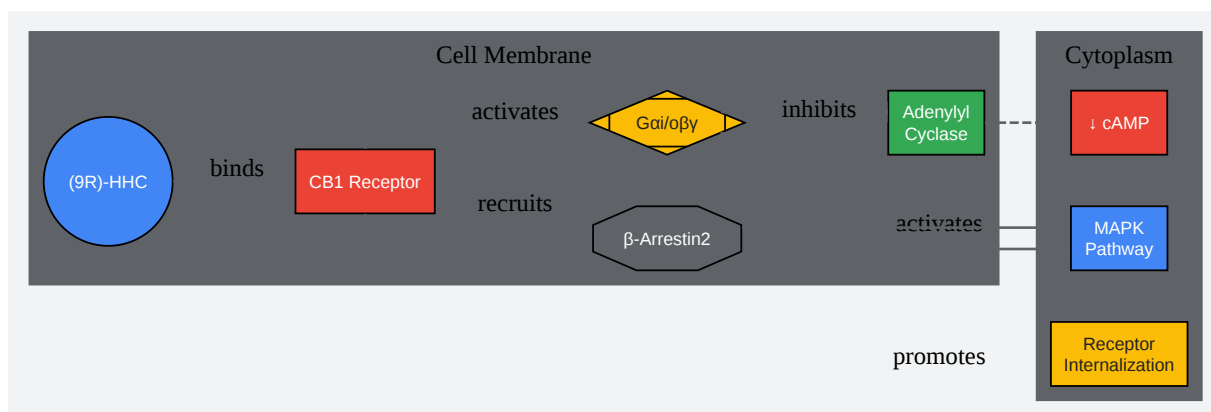 Cell Membrane
Cytoplasm
(9R)-HHC
binds
CB1 Receptor
activates
Gαi/oβγ
inhibits
Adenylyl
Cyclase
↓ cAMP
recruits
β-Arrestin2
activates
MAPK
Pathway
promotes
Receptor
Internalization